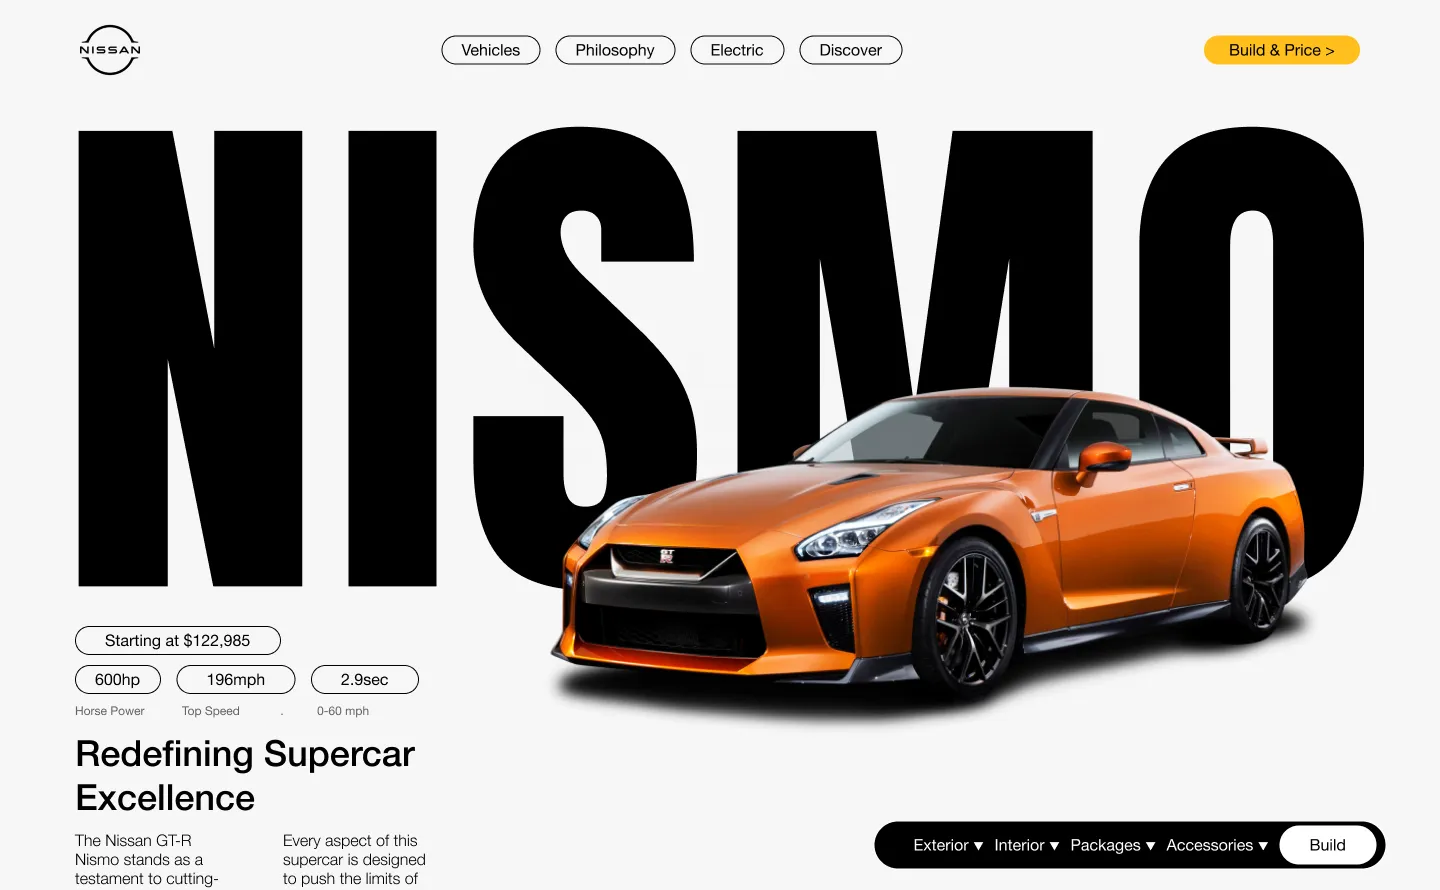 NISSAN
Vehicles
Philosophy
Electric
Discover
Build & Price >
NISMO
GT
R
Starting at $122,985
600hp
196mph
2.9sec
Horse Power
Top Speed
.
0-60 mph
Redefining Supercar
Excellence
The Nissan GT-R
Nismo stands as a
testament to cutting-
Every aspect of this
supercar is designed
to push the limits of
Exterior ▼
Interior ▼
Packages ▼
Accessories ▼
Build